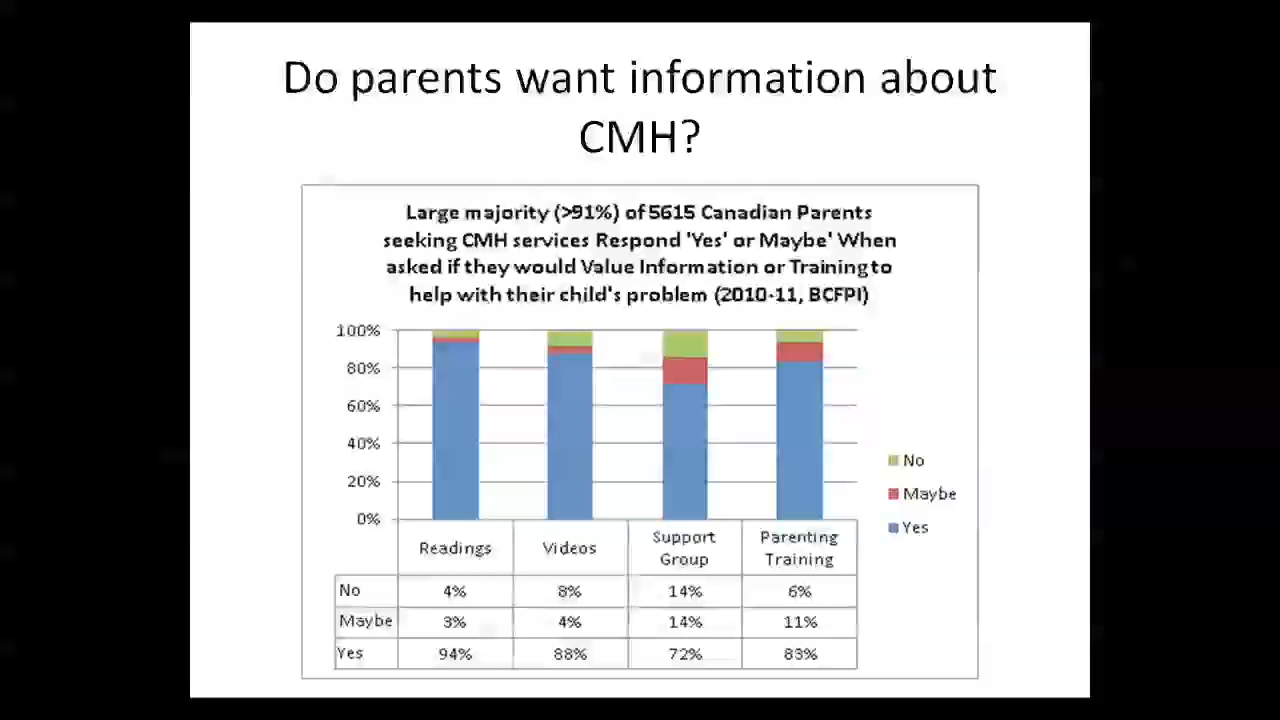 Do parents want information about
CMH?
Large majority (>91%) of 5615 Canadian Parents
seeking CMH services Respond 'Yes' or Maybe' When
asked if they would Value Information or Training to
help with their child's problem (2010-11, BCFPI)
100%
80%
60%
40%
20%
0%
No
Maybe
Yes
Readings Videos Support Group Parenting Training
No 4% 8% 14% 6%
Maybe 3% 4% 14% 11%
Yes 94% 88% 72% 83%